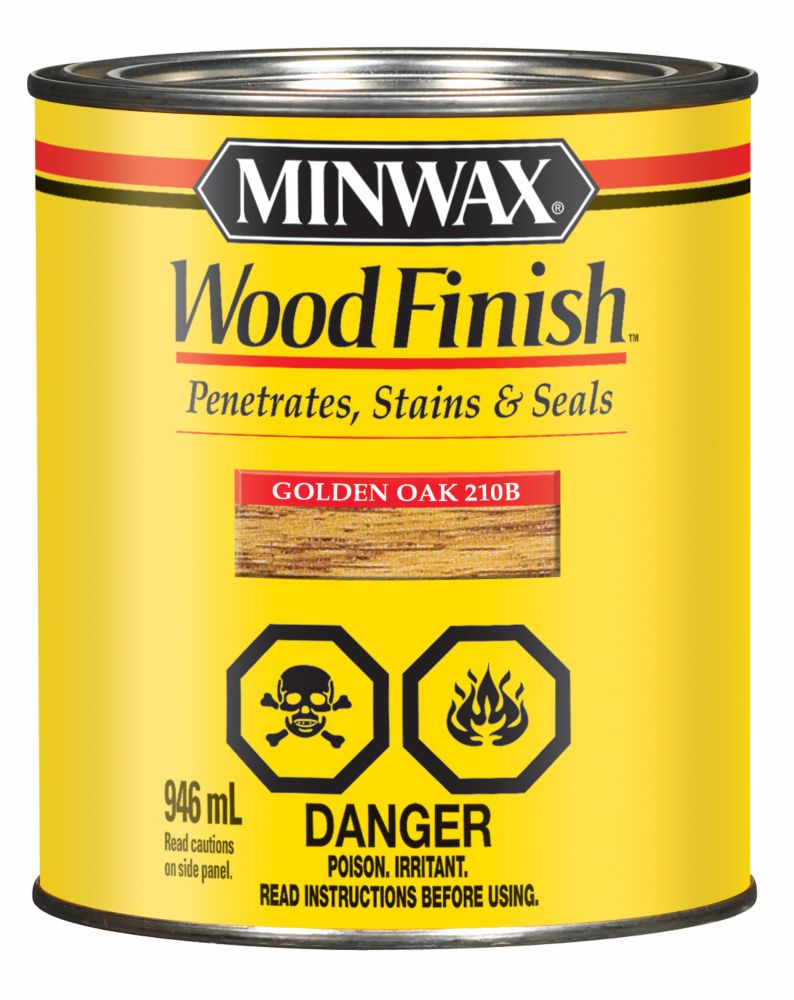 MINWAX®
Wood Finish™
Penetrates, Stains & Seals
GOLDEN OAK 210B
946 mL
Read cautions
on side panel.
DANGER
POISON. IRRITANT.
READ INSTRUCTIONS BEFORE USING.